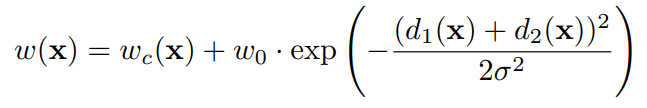 w(𝐱) = w_c(𝐱) + w_0 · exp ( − (d_1(𝐱) + d_2(𝐱))^2 / 2σ^2 )